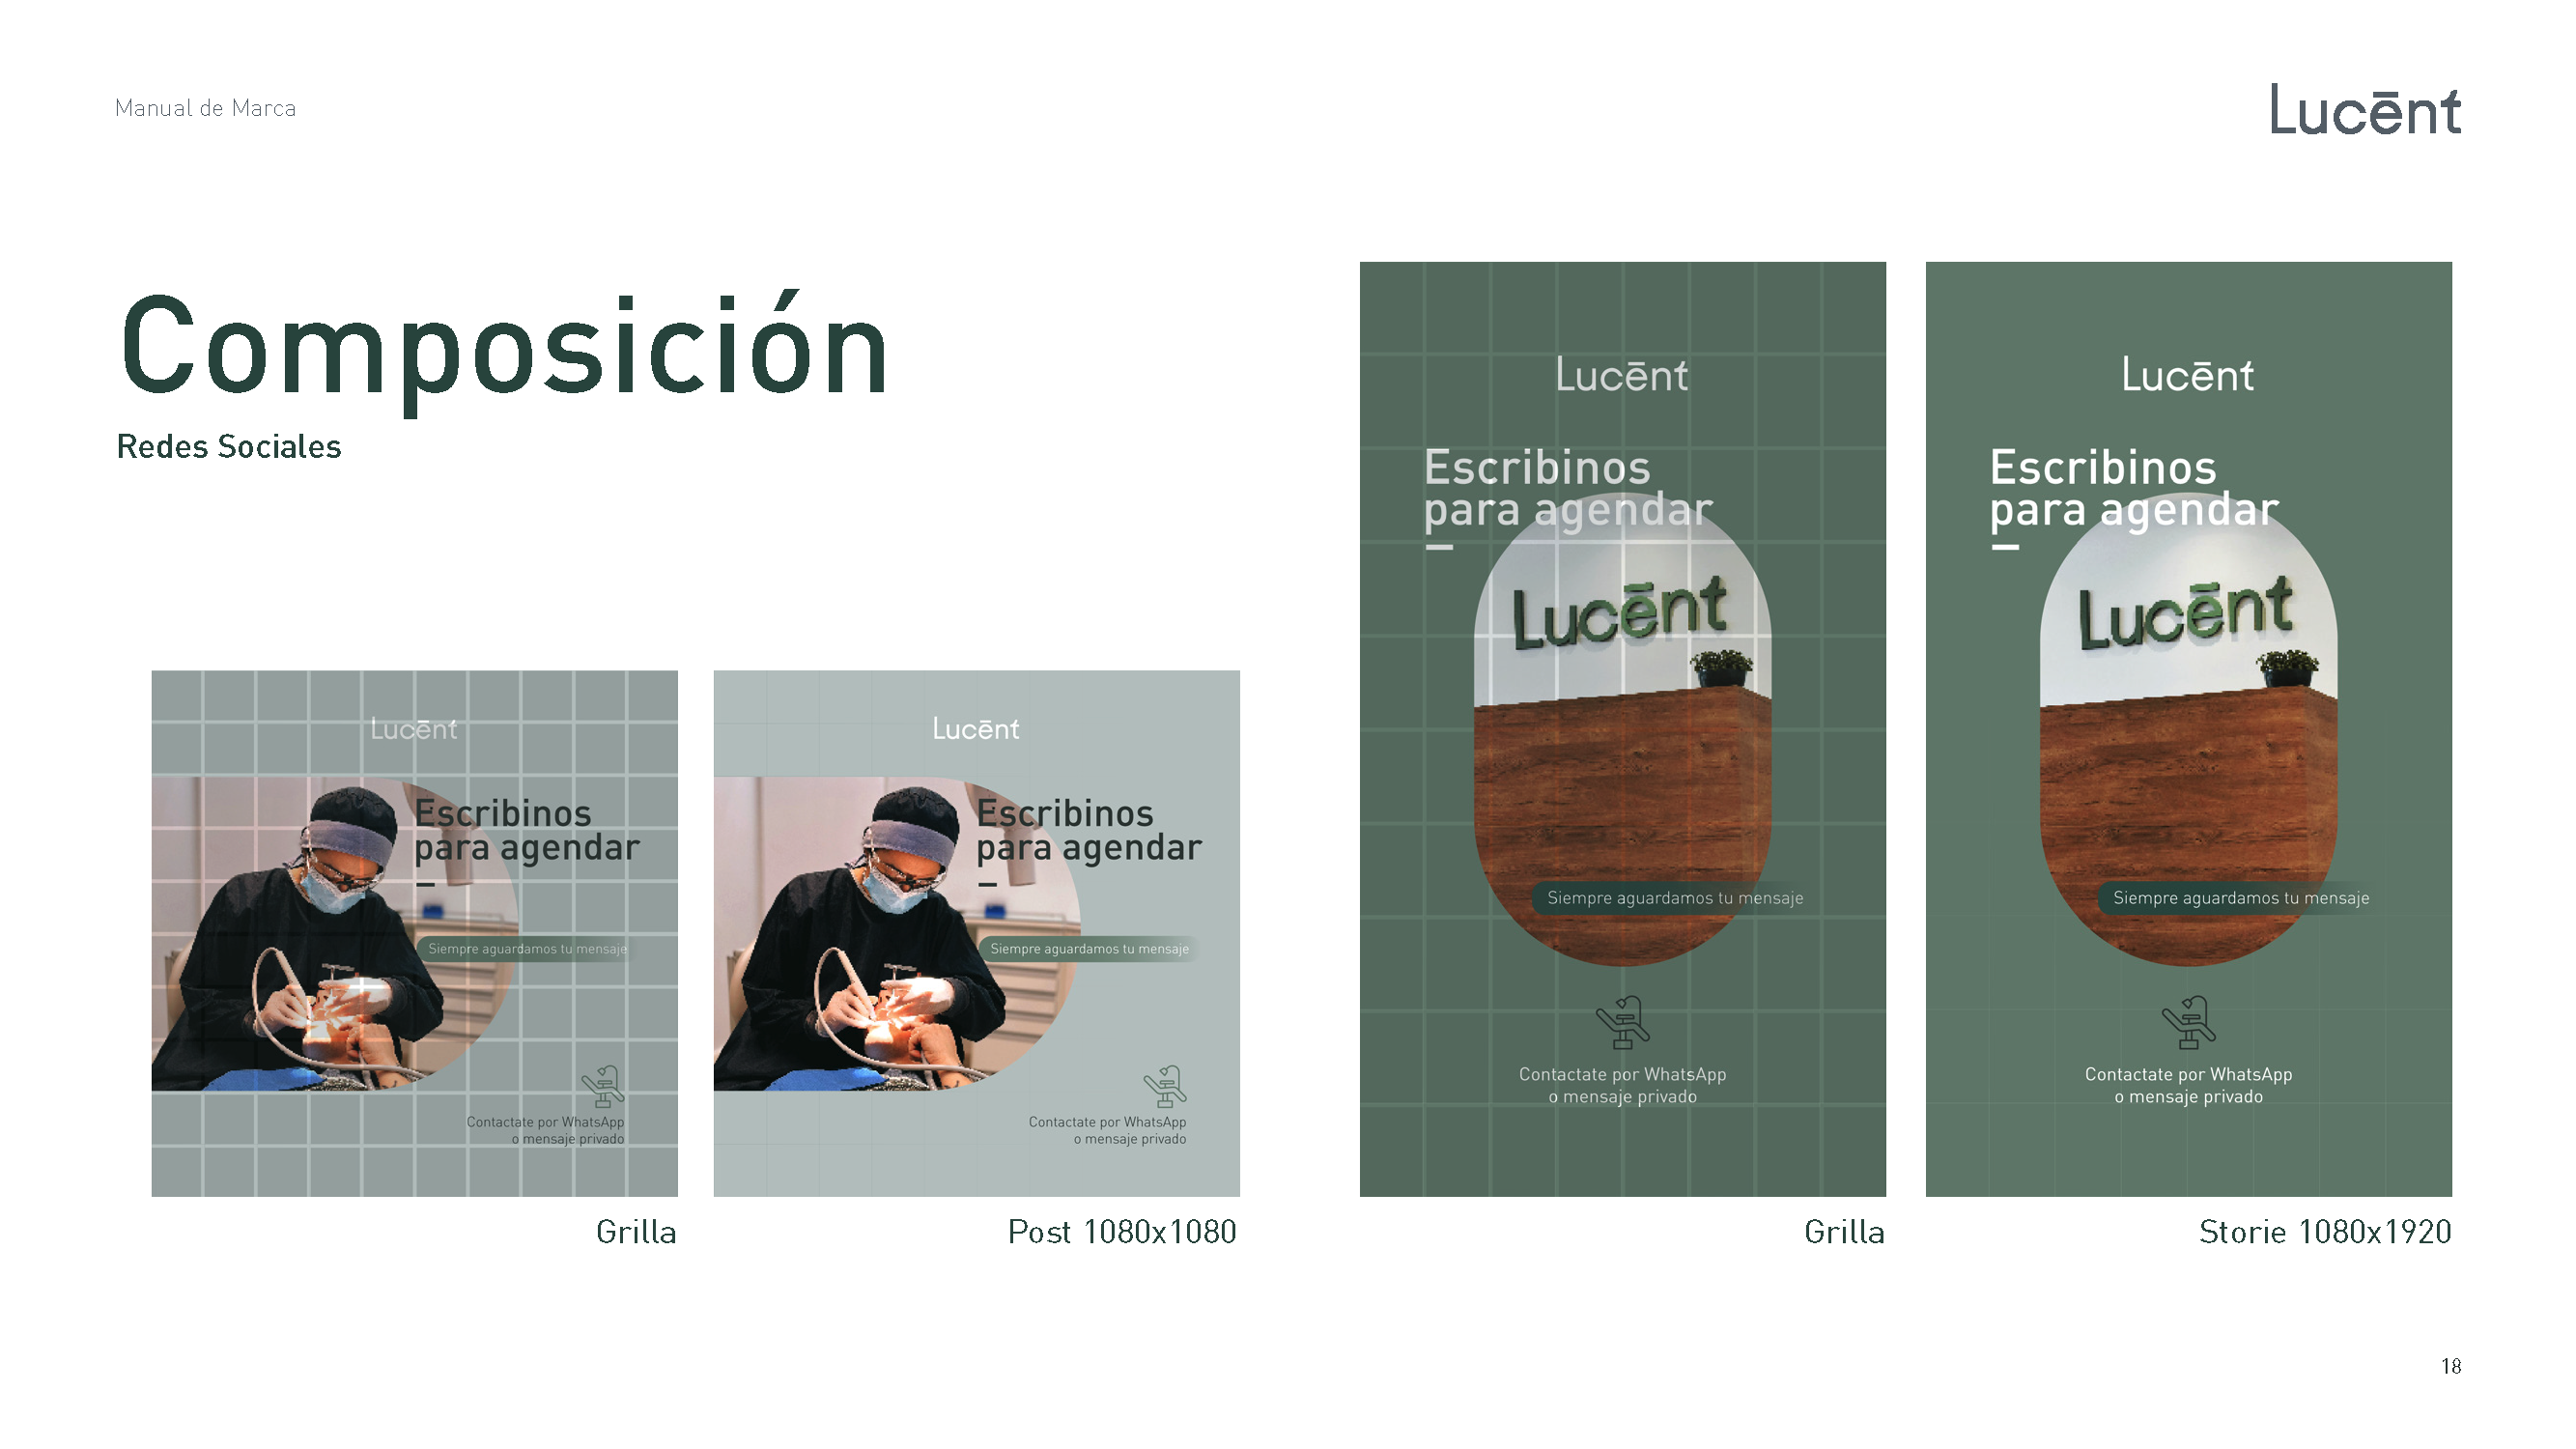 Manual de Marca
Lucēnt
Composición
Redes Sociales
Lucēnt
Escribinos
para agendar
Siempre aguardamos tu mensaje
Contactate por WhatsApp
o mensaje privado
Grilla
Lucēnt
Escribinos
para agendar
Siempre aguardamos tu mensaje
Contactate por WhatsApp
o mensaje privado
Post 1080x1080
Lucēnt
Escribinos
para agendar
Lucēnt
Siempre aguardamos tu mensaje
Contactate por WhatsApp
o mensaje privado
Grilla
Lucēnt
Escribinos
para agendar
Lucēnt
Siempre aguardamos tu mensaje
Contactate por WhatsApp
o mensaje privado
Storie 1080x1920
18